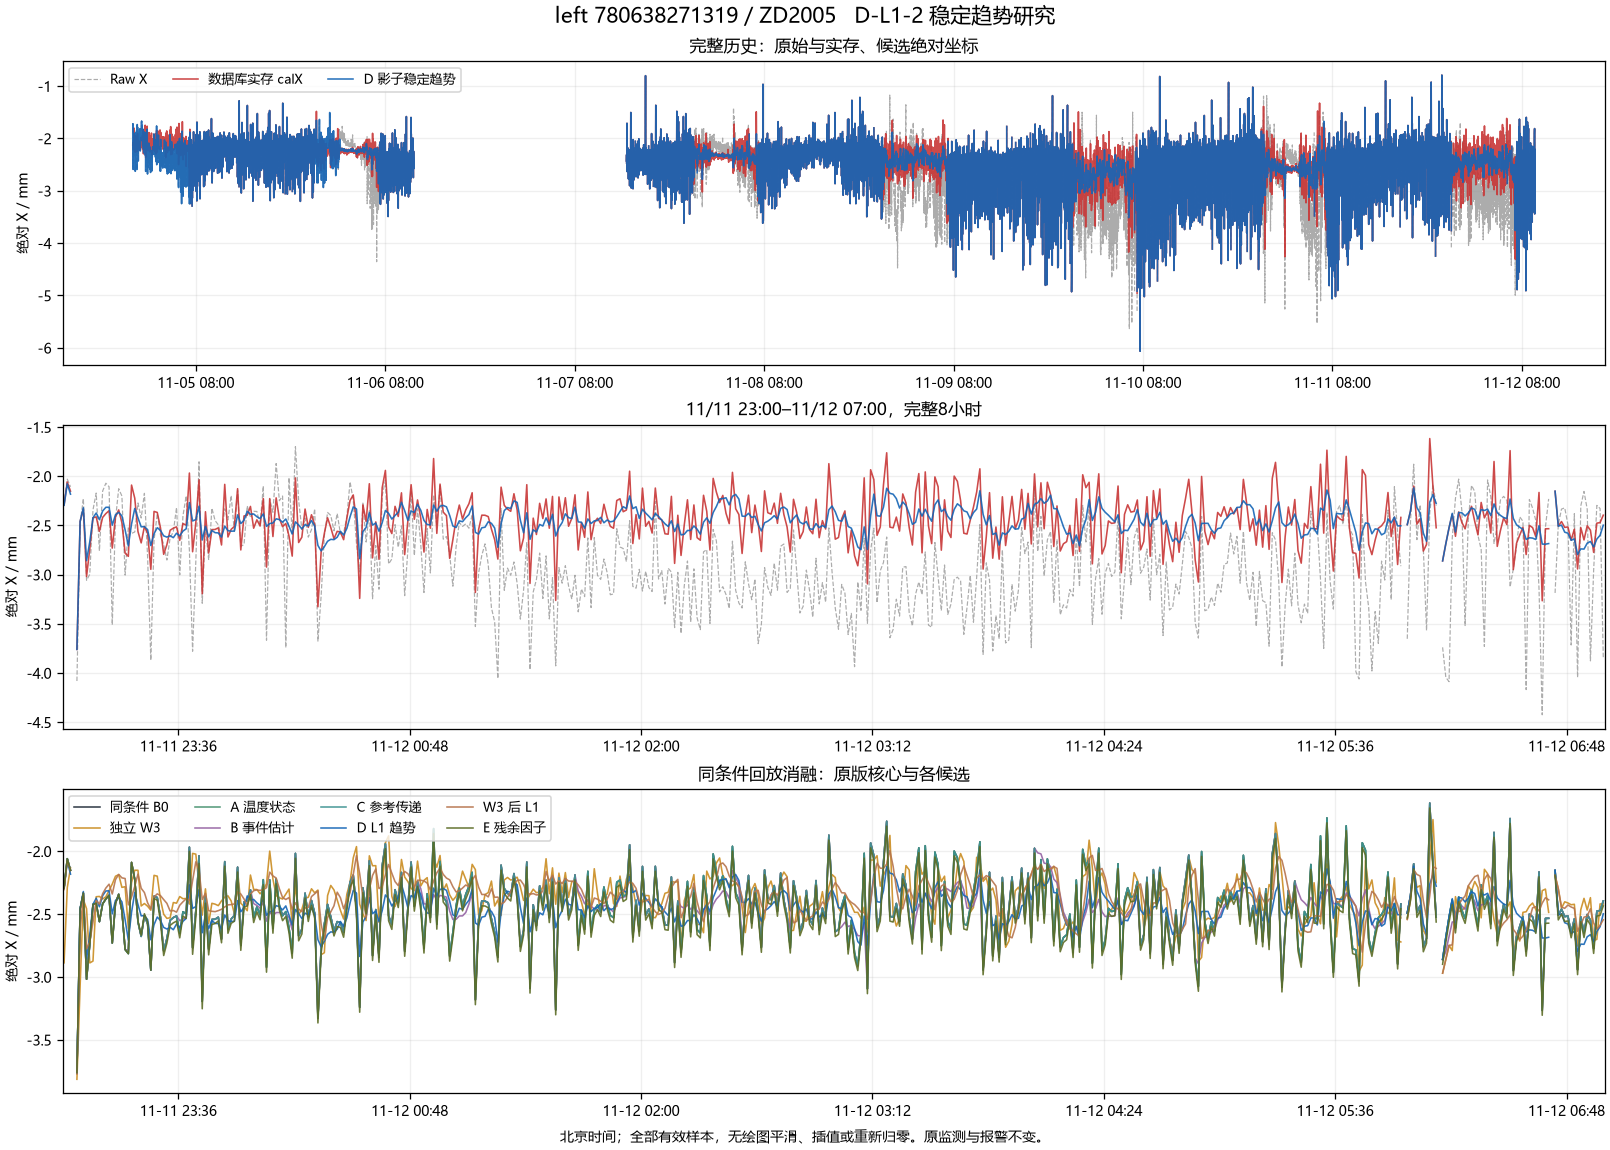 left 780638271319 / ZD2005   D-L1-2 稳定趋势研究
完整历史：原始与实存、候选绝对坐标
Raw X
数据库实存 calX
D 影子稳定趋势
绝对 X / mm
-1
-2
-3
-4
-5
-6
11-05 08:00
11-06 08:00
11-07 08:00
11-08 08:00
11-09 08:00
11-10 08:00
11-11 08:00
11-12 08:00
11/11 23:00–11/12 07:00，完整8小时
绝对 X / mm
-1.5
-2.0
-2.5
-3.0
-3.5
-4.0
-4.5
11-11 23:36
11-12 00:48
11-12 02:00
11-12 03:12
11-12 04:24
11-12 05:36
11-12 06:48
同条件回放消融：原版核心与各候选
同条件 B0
独立 W3
A 温度状态
B 事件估计
C 参考传递
D L1 趋势
W3 后 L1
E 残余因子
绝对 X / mm
-2.0
-2.5
-3.0
-3.5
11-11 23:36
11-12 00:48
11-12 02:00
11-12 03:12
11-12 04:24
11-12 05:36
11-12 06:48
北京时间；全部有效样本，无绘图平滑、插值或重新归零。原监测与报警不变。